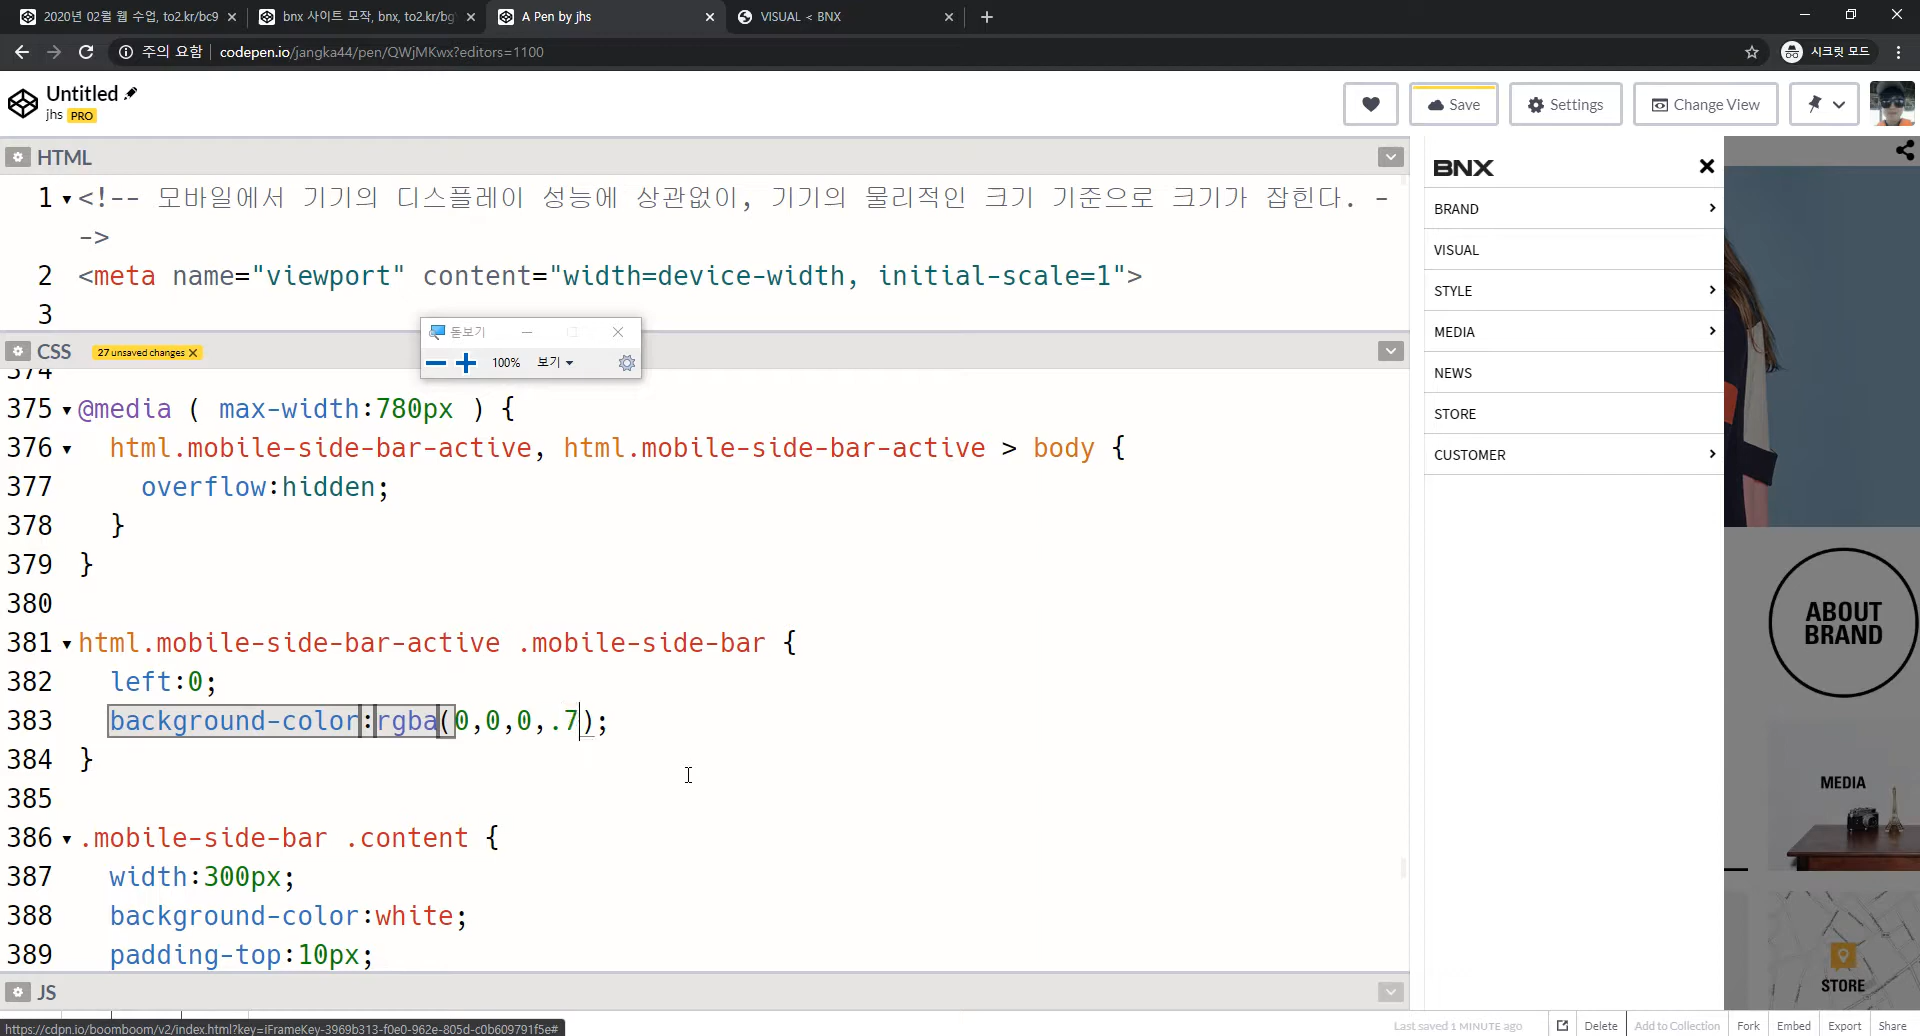 2020년 02월 웹 수업, to2.kr/bc9
bnx 사이트 모작, bnx, to2.kr/bg
A Pen by jhs
VISUAL < BNX
주의 요함
codepen.io/jangka44/pen/QWjMKwx?editors=1100
시크릿 모드
Untitled
jhs PRO
Save
Settings
Change View
HTML
1 <!-- 모바일에서 기기의 디스플레이 성능에 상관없이, 기기의 물리적인 크기 기준으로 크기가 잡힌다. -
->
2 <meta name="viewport" content="width=device-width, initial-scale=1">
3
돋보기
100% 보기
CSS 27 unsaved changes
374
375 @media ( max-width:780px ) {
376 html.mobile-side-bar-active, html.mobile-side-bar-active > body {
377 overflow:hidden;
378 }
379 }
380
381 html.mobile-side-bar-active .mobile-side-bar {
382 left:0;
383 background-color:rgba(0,0,0,.7);
384 }
385
386 .mobile-side-bar .content {
387 width:300px;
388 background-color:white;
389 padding-top:10px;
JS
BNX
BRAND
VISUAL
STYLE
MEDIA
NEWS
STORE
CUSTOMER
ABOUT
BRAND
MEDIA
STORE
https://cdpn.io/boomboom/v2/index.html?key=iFrameKey-3969b313-f0e0-962e-805d-c0b609791f5e#
Last saved 1 MINUTE ago
Delete
Add to Collection
Fork
Embed
Export
Share